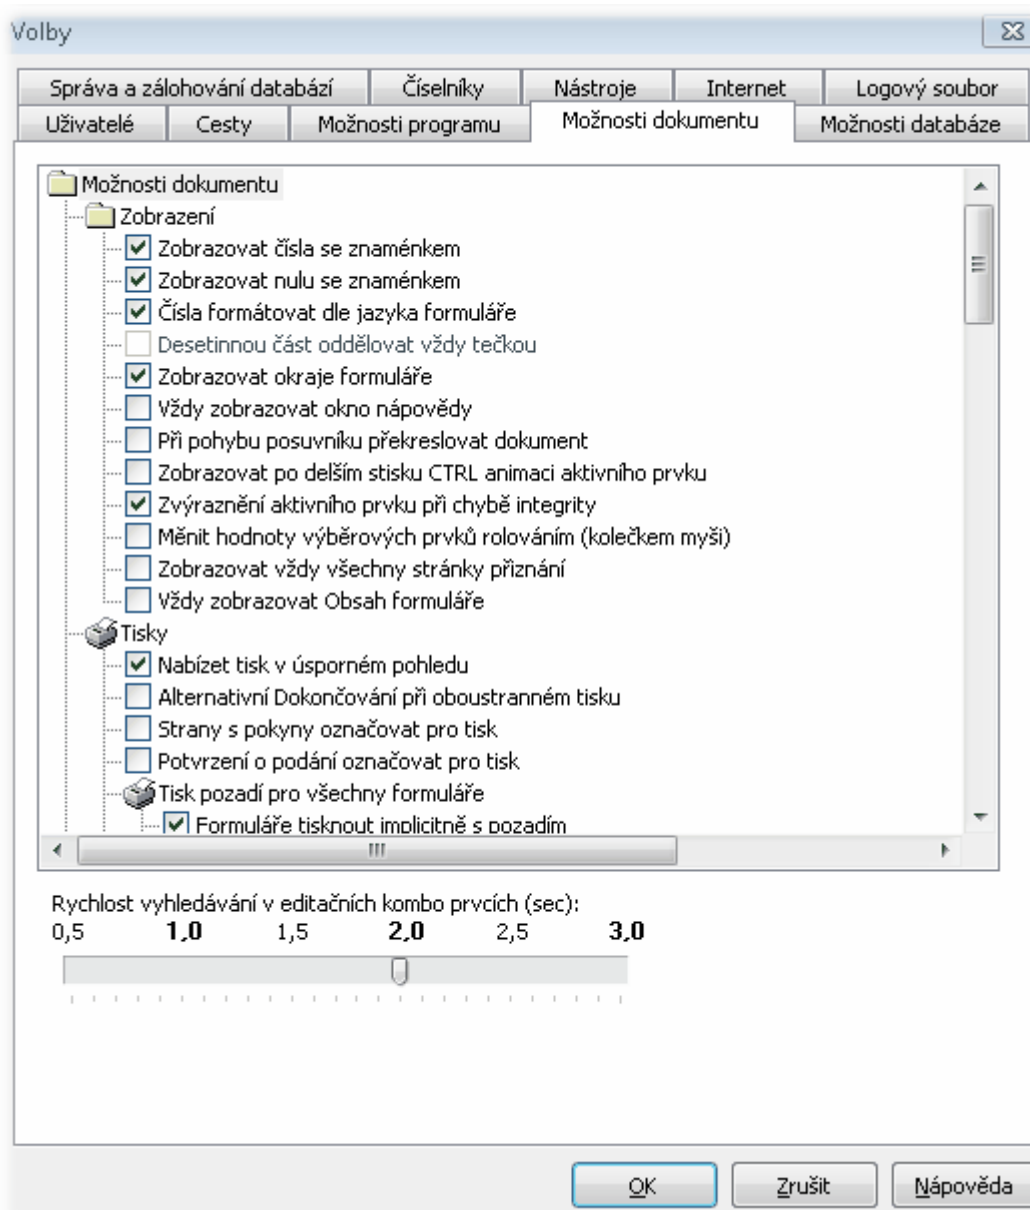 Volby
Správa a zálohování databází Číselníky Nástroje Internet Logový soubor
Uživatelé Cesty Možnosti programu Možnosti dokumentu Možnosti databáze
Možnosti dokumentu
Zobrazení
Zobrazovat čísla se znaménkem
Zobrazovat nulu se znaménkem
Čísla formátovat dle jazyka formuláře
Desetinnou část oddělovat vždy tečkou
Zobrazovat okraje formuláře
Vždy zobrazovat okno nápovědy
Při pohybu posuvníku překreslovat dokument
Zobrazovat po delším stisku CTRL animaci aktivního prvku
Zvýraznění aktivního prvku při chybě integrity
Měnit hodnoty výběrových prvků rolováním (kolečkem myši)
Zobrazovat vždy všechny stránky přiznání
Vždy zobrazovat Obsah formuláře
Tisky
Nabízet tisk v úsporném pohledu
Alternativní Dokončování při oboustranném tisku
Strany s pokyny označovat pro tisk
Potvrzení o podání označovat pro tisk
Tisk pozadí pro všechny formuláře
Formuláře tisknout implicitně s pozadím
Rychlost vyhledávání v editačních kombo prvcích (sec):
0,5 1,0 1,5 2,0 2,5 3,0
OK Zrušit Nápověda